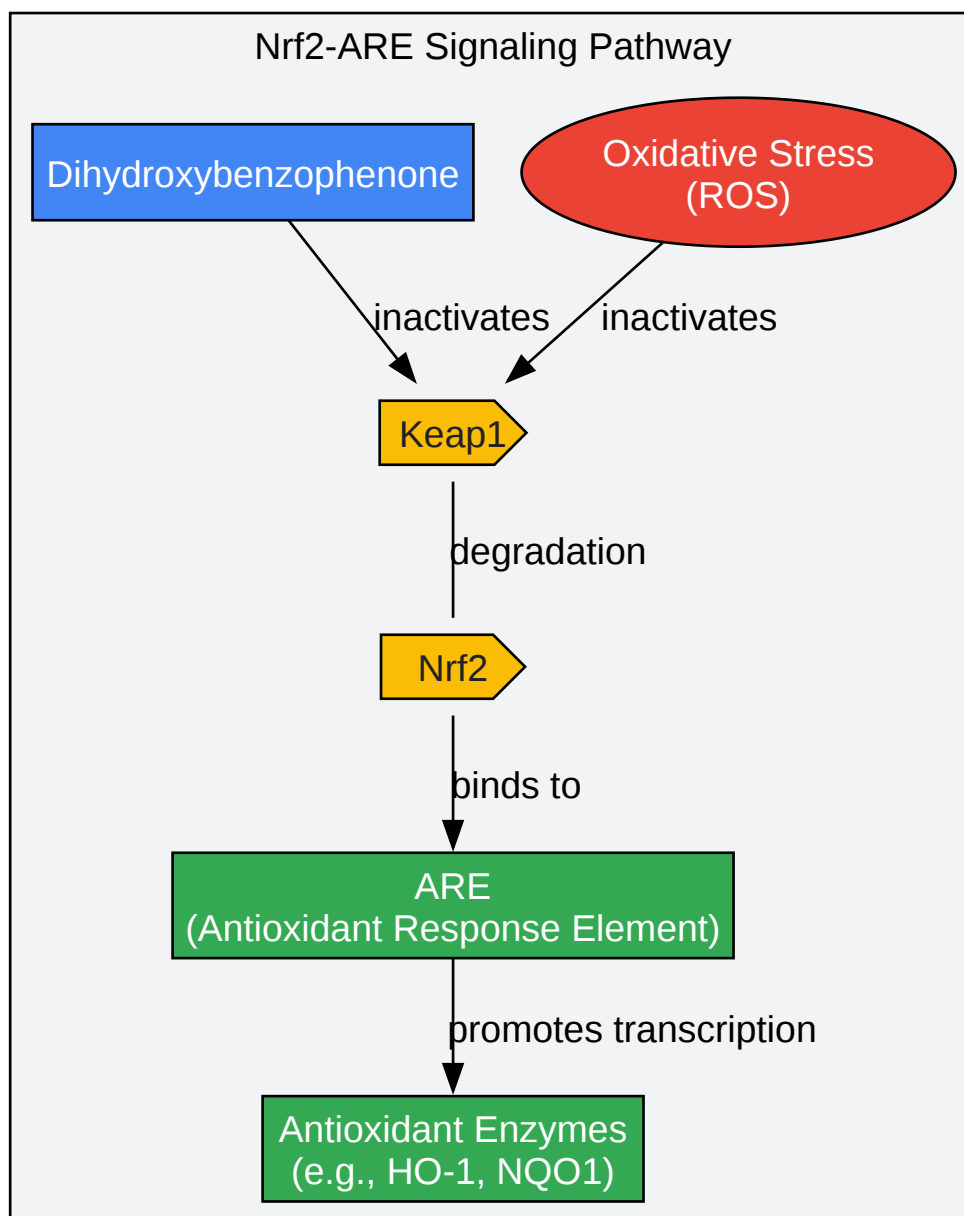 Nrf2-ARE Signaling Pathway
Dihydroxybenzophenone
Oxidative Stress
(ROS)
inactivates
inactivates
Keap1
degradation
Nrf2
binds to
ARE
(Antioxidant Response Element)
promotes transcription
Antioxidant Enzymes
(e.g., HO-1, NQO1)